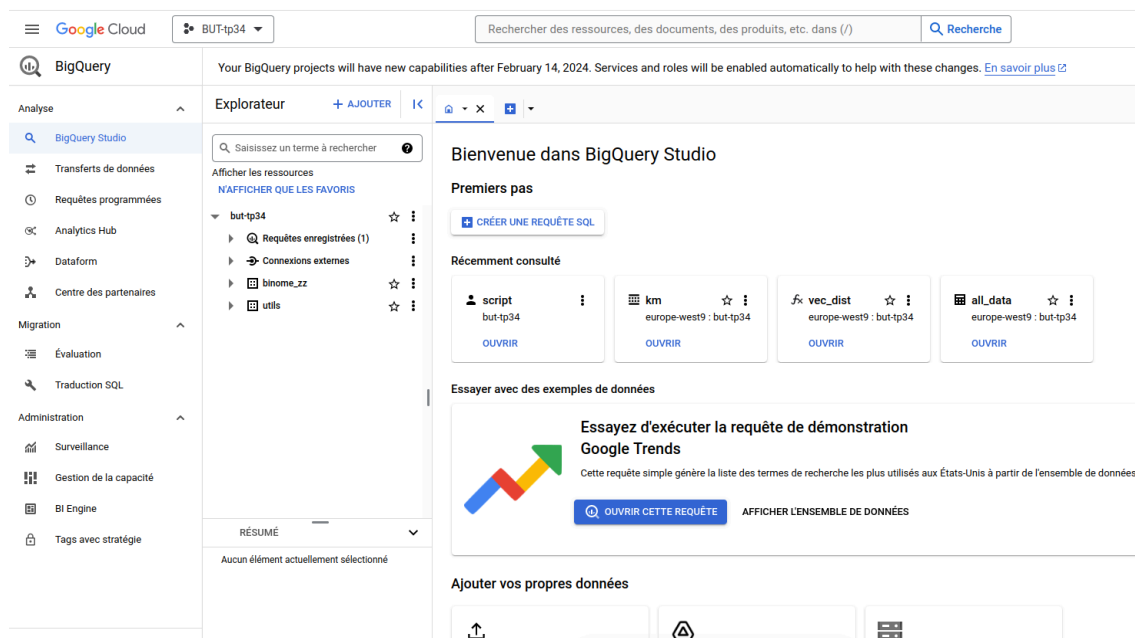 Google Cloud
BUT-tp34
Rechercher des ressources, des documents, des produits, etc. dans (/)
Recherche
BigQuery
Your BigQuery projects will have new capabilities after February 14, 2024. Services and roles will be enabled automatically to help with these changes. En savoir plus
Analyse
BigQuery Studio
Transferts de données
Requêtes programmées
Analytics Hub
Dataform
Centre des partenaires
Migration
Évaluation
Traduction SQL
Administration
Surveillance
Gestion de la capacité
BI Engine
Tags avec stratégie
Explorateur
+ AJOUTER
Saisissez un terme à rechercher
Afficher les ressources
N'AFFICHER QUE LES FAVORIS
but-tp34
Requêtes enregistrées (1)
Connexions externes
binome_zz
utils
RÉSUMÉ
Aucun élément actuellement sélectionné
Bienvenue dans BigQuery Studio
Premiers pas
CRÉER UNE REQUÊTE SQL
Récemment consulté
script
but-tp34
OUVRIR
km
europe-west9 : but-tp34
OUVRIR
vec_dist
europe-west9 : but-tp34
OUVRIR
all_data
europe-west9 : but-tp34
OUVRIR
Essayer avec des exemples de données
Essayez d'exécuter la requête de démonstration
Google Trends
Cette requête simple génère la liste des termes de recherche les plus utilisés aux États-Unis à partir de l'ensemble de données
OUVRIR CETTE REQUÊTE
AFFICHER L'ENSEMBLE DE DONNÉES
Ajouter vos propres données